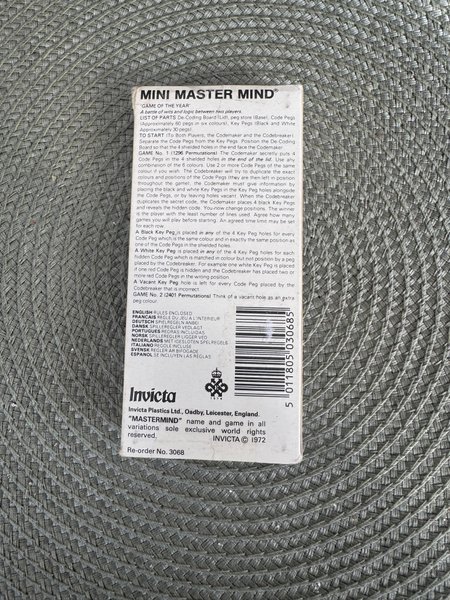 MINI MASTER MIND®
"GAME OF THE YEAR"
A battle of wits and logic between two players.
LIST OF PARTS De-Coding Board (Lid), peg store (Base), Code Pegs
(Approximately 60 pegs in six colours), Key Pegs (Black and White
Approximately 30 pegs).
TO START (To Both Players, the Codemaker and the Codebreaker).
Separate the Code Pegs from the Key Pegs. Position the De-Coding
Board so that the 4 shielded holes in the end face the Codemaker
GAME No. 1 (1296 Permutations) The Codemaker secretly puts 4
Code Pegs in the 4 shielded holes in the end of the lid. Use any
combination of the 6 colours. Use 2 or more Code Pegs of the same
colour if you wish. The Codebreaker will try to duplicate the exact
colours and positions of the Code Pegs (they are then left in position
throughout the game), the Codemaker must give information by
placing the black and white Key Pegs in the Key Peg holes alongside
the Code Pegs, or by leaving holes vacant. When the Codebreaker
duplicates the secret code, the Codemaker places 4 black Key Pegs
and reveals the hidden code. You now change positions. The winner
is the player with the least number of lines used. Agree how many
games you will play before starting. An agreed time limit may be set
for each row.
A Black Key Peg is placed in any of the 4 Key Peg holes for every
Code Peg which is the same colour and in exactly the same position as
one of the Code Pegs in the shielded holes.
A White Key Peg is placed in any of the 4 Key Peg holes for each
hidden Code Peg which is matched in colour but not position by a peg
placed by the Codebreaker. For example one white Key Peg is placed
if one red Code Peg is hidden and the Codebreaker has placed two or
more red Code Pegs in the wrong position
A Vacant Key Peg hole is left for every Code Peg placed by the
Codebreaker that is incorrect.
GAME No. 2 (2401 Permutations) Think of a vacant hole as an extra
peg colour.
ENGLISH RULES ENCLOSED
FRANCAIS REGLE DU JEU A L'INTERIEUR
DEUTSCH SPIELREGELN ANBEI
DANSK SPILLEREGLER VEDLAGT
PORTUGUES REGRAS INCLUIDAS
NORSK SPILLEREGLER LIGGER VED
NEDERLANDS MET INGESLOTEN SPELREGELS
ITALIANO REGOLE INCLUSE
SVENSK REGLER AR BIFOGADE
ESPANOL SE INCLUYEN LAS REGLAS
5 011805 030685
Invicta
Invicta Plastics Ltd., Oadby, Leicester, England.
"MASTERMIND" name and game in all
variations sole exclusive world rights
reserved.
INVICTA © 1972
Re-order No. 3068